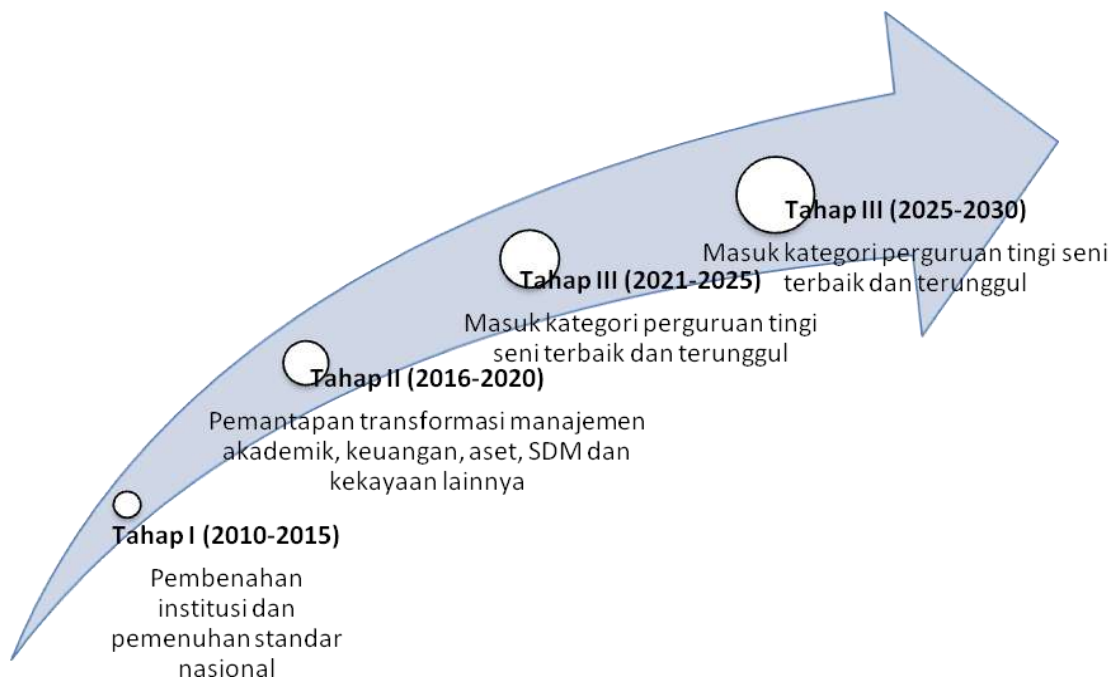 Tahap I (2010-2015)
Pembenahan
institusi dan
pemenuhan standar
nasional
Tahap II (2016-2020)
Pemantapan transformasi manajemen
akademik, keuangan, aset, SDM dan
kekayaan lainnya
Tahap III (2021-2025)
Masuk kategori perguruan tingi
seni terbaik dan terunggul
Tahap III (2025-2030)
Masuk kategori perguruan tingi seni
terbaik dan terunggul